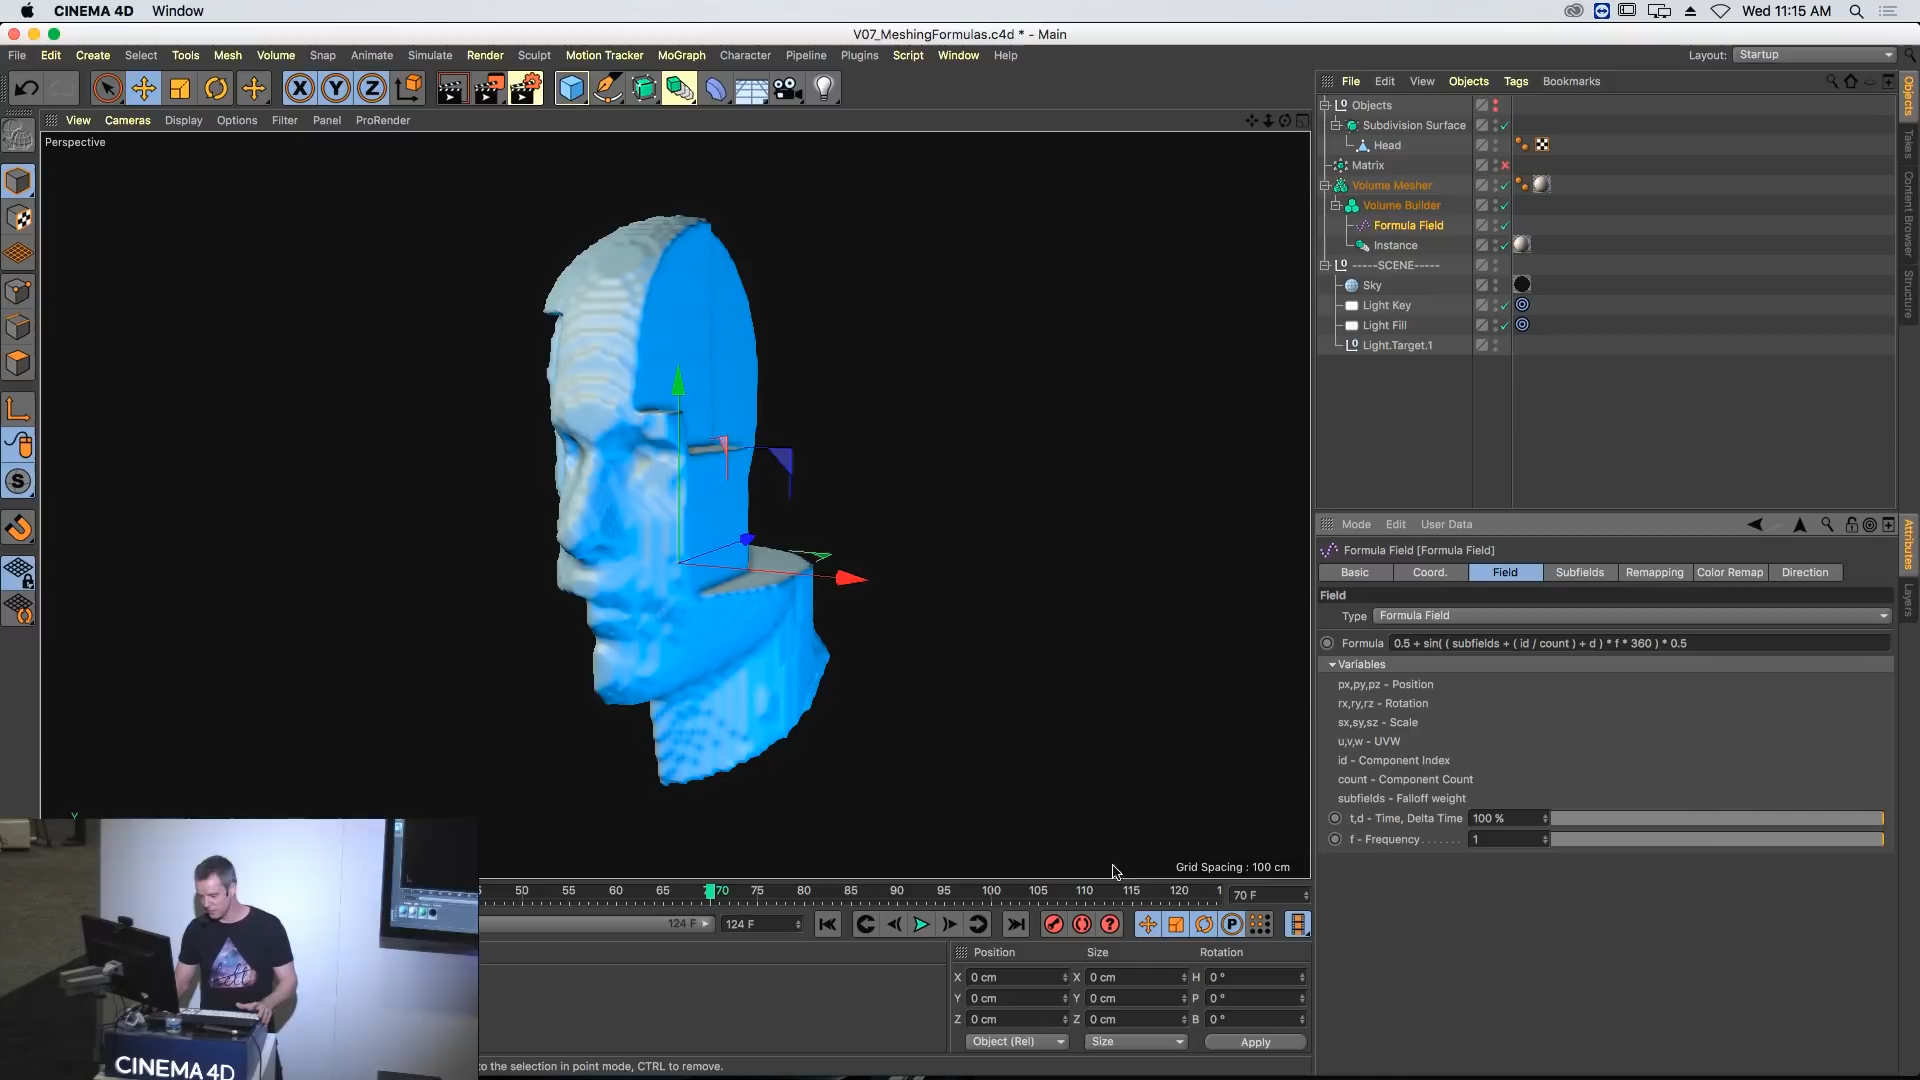 CINEMA 4D Window Wed 11:15 AM
V07_MeshingFormulas.c4d * - Main
File Edit Create Select Tools Mesh Volume Snap Animate Simulate Render Sculpt Motion Tracker MoGraph Character Pipeline Plugins Script Window Help
Layout: Startup
File Edit View Objects Tags Bookmarks
View Cameras Display Options Filter Panel ProRender
Perspective
Objects
Subdivision Surface
Head
Matrix
Volume Mesher
Volume Builder
Formula Field
Instance
-----SCENE-----
Sky
Light Key
Light Fill
Light.Target.1
Objects
Takes
Content Browser
Structure
Mode Edit User Data
Formula Field [Formula Field]
Basic Coord. Field Subfields Remapping Color Remap Direction
Field
Type Formula Field
Formula 0.5 + sin( ( subfields + ( id / count ) + d ) * f * 360 ) * 0.5
Variables
px,py,pz - Position
rx,ry,rz - Rotation
sx,sy,sz - Scale
u,v,w - UVW
id - Component Index
count - Component Count
subfields - Falloff weight
t,d - Time, Delta Time 100 %
f - Frequency . . . . . . . 1
Attributes
Layers
Y
Grid Spacing : 100 cm
50 55 60 65 70 75 80 85 90 95 100 105 110 115 120 1 70 F
124 F 124 F
Position Size Rotation
X 0 cm X 0 cm H 0 °
Y 0 cm Y 0 cm P 0 °
Z 0 cm Z 0 cm B 0 °
Object (Rel) Size Apply
to the selection in point mode, CTRL to remove.
CINEMA 4D